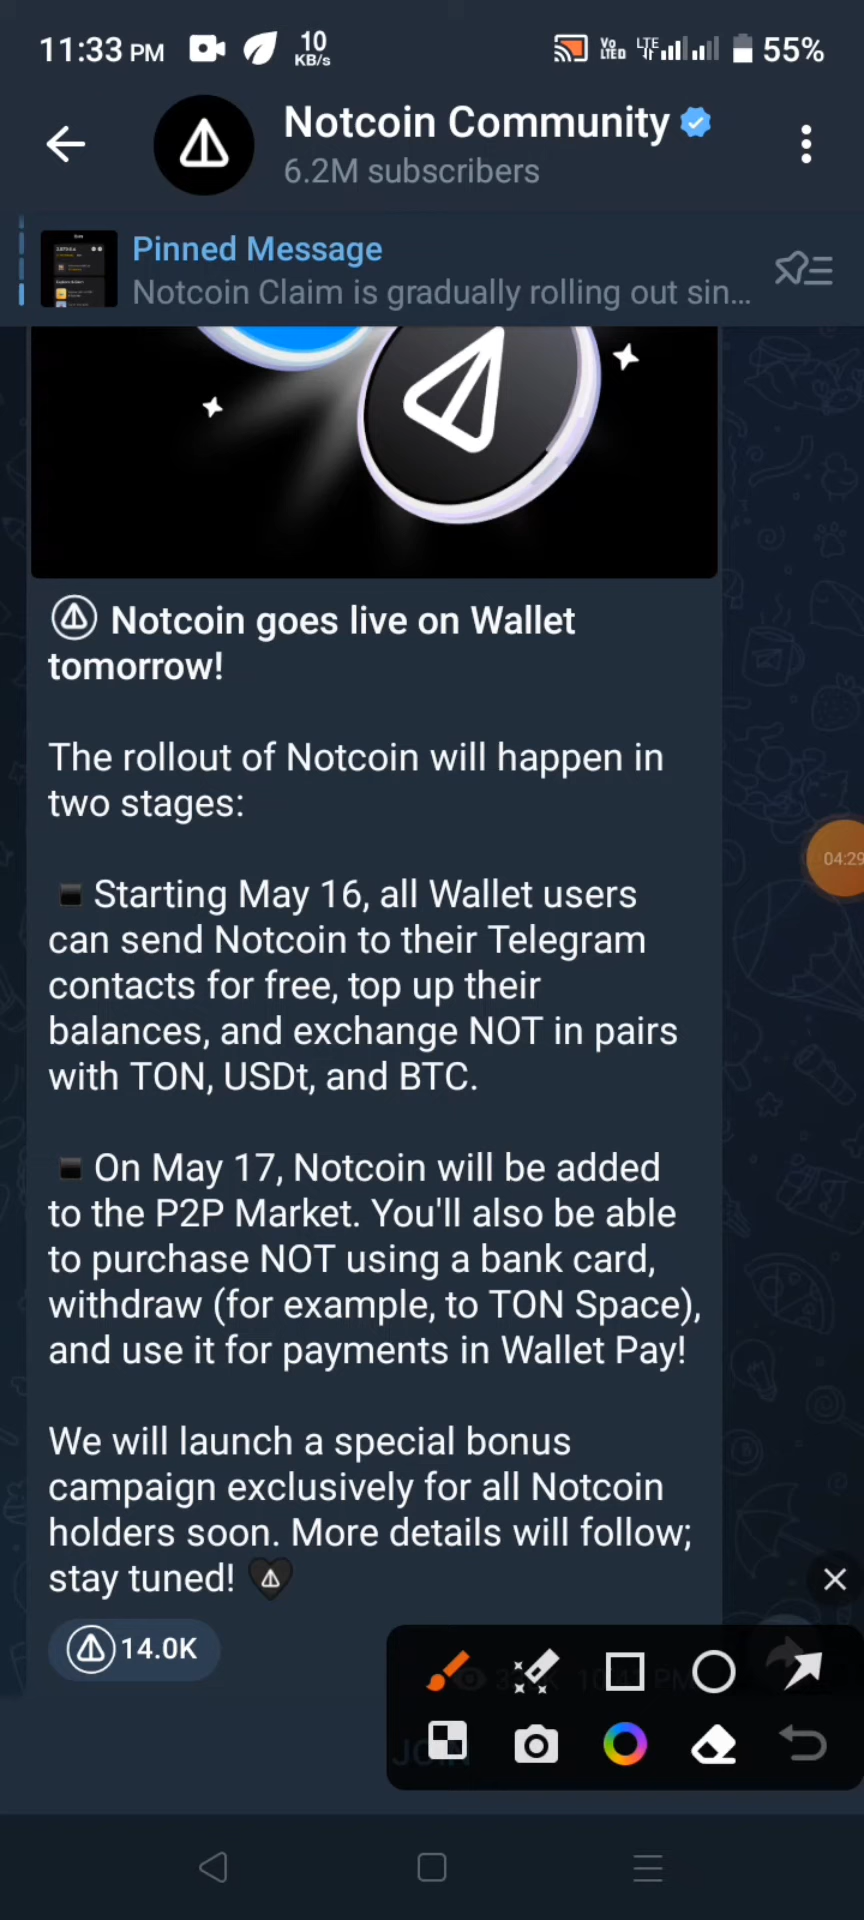 11:33 PM 10 KB/s Vo LTED LTE 55%
Notcoin Community
6.2M subscribers
Pinned Message
Notcoin Claim is gradually rolling out sin...
Notcoin goes live on Wallet
tomorrow!
The rollout of Notcoin will happen in
two stages:
Starting May 16, all Wallet users
can send Notcoin to their Telegram
contacts for free, top up their
balances, and exchange NOT in pairs
with TON, USDt, and BTC.
On May 17, Notcoin will be added
to the P2P Market. You'll also be able
to purchase NOT using a bank card,
withdraw (for example, to TON Space),
and use it for payments in Wallet Pay!
We will launch a special bonus
campaign exclusively for all Notcoin
holders soon. More details will follow;
stay tuned!
14.0K
JOIN
04:29